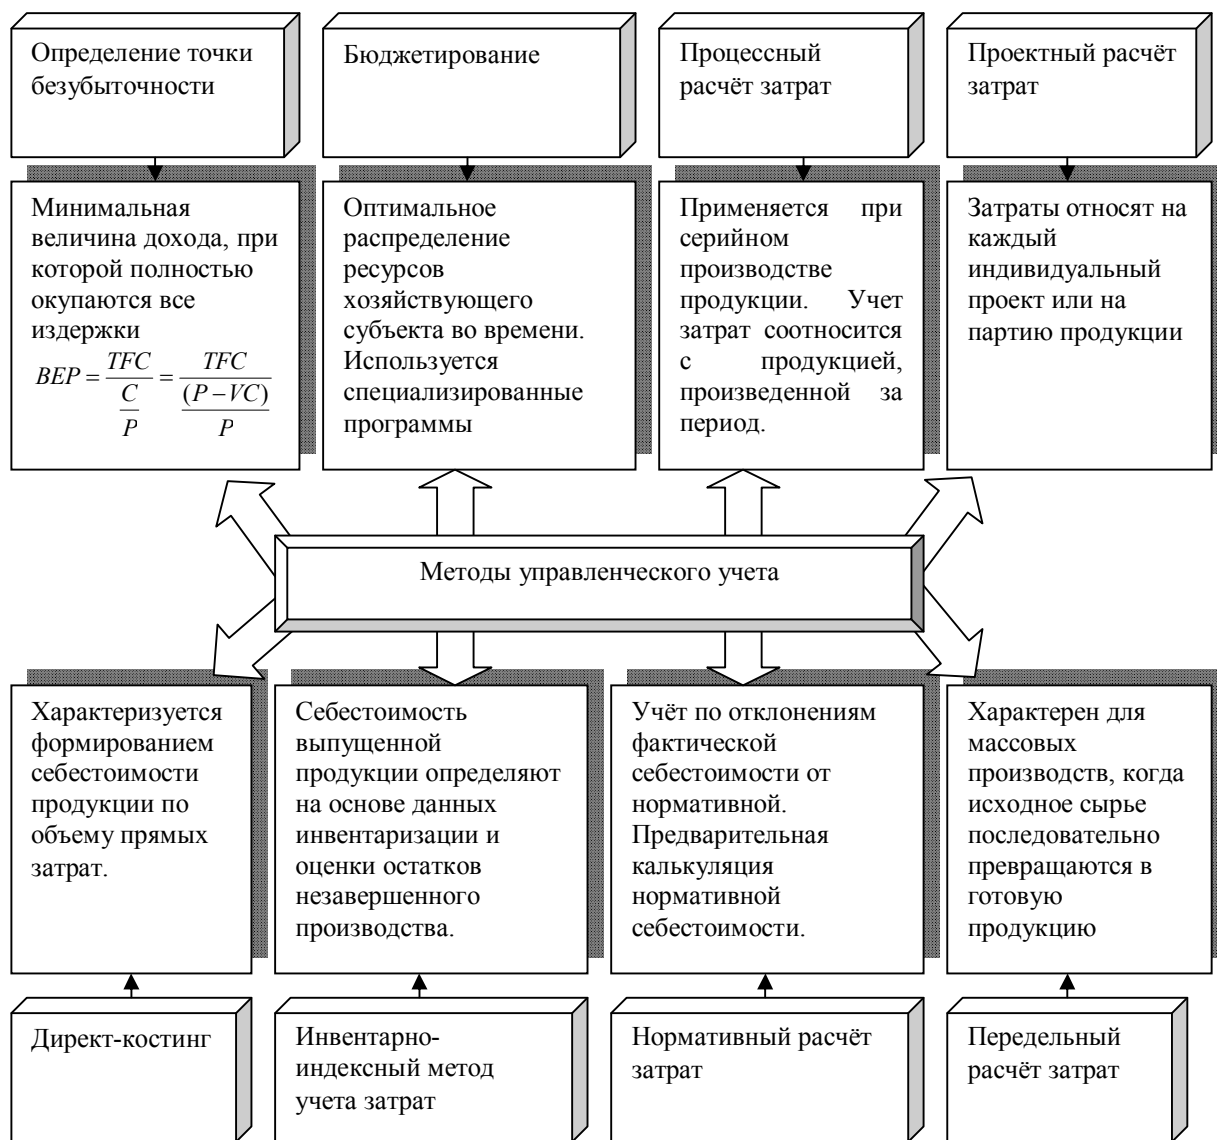 Определение точки
безубыточности
Бюджетирование
Процессный
расчёт затрат
Проектный расчёт
затрат
Минимальная
величина дохода, при
которой полностью
окупаются все
издержки
BEP = TFC / (C / P) = TFC / ((P − VC) / P)
Оптимальное
распределение
ресурсов
хозяйствующего
субъекта во времени.
Используется
специализированные
программы
Применяется при
серийном
производстве
продукции. Учет
затрат соотносится
с продукцией,
произведенной за
период.
Затраты относят на
каждый
индивидуальный
проект или на
партию продукции
Методы управленческого учета
Характеризуется
формированием
себестоимости
продукции по
объему прямых
затрат.
Себестоимость
выпущенной
продукции определяют
на основе данных
инвентаризации и
оценки остатков
незавершенного
производства.
Учёт по отклонениям
фактической
себестоимости от
нормативной.
Предварительная
калькуляция
нормативной
себестоимости.
Характерен для
массовых
производств, когда
исходное сырье
последовательно
превращаются в
готовую
продукцию
Директ-костинг
Инвентарно-
индексный метод
учета затрат
Нормативный расчёт
затрат
Передельный
расчёт затрат